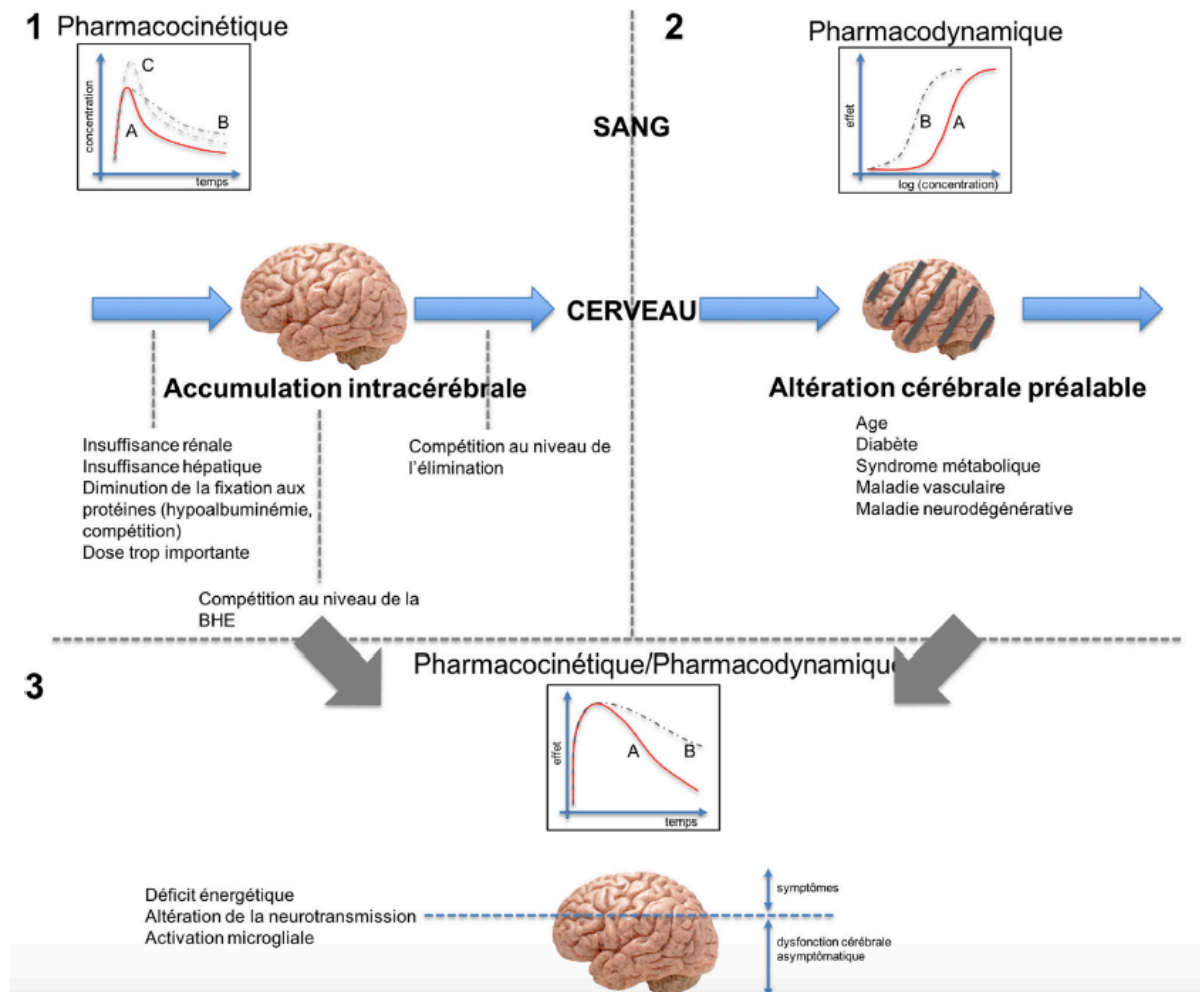 1 Pharmacocinétique
concentration
C
A
B
temps
2
Pharmacodynamique
effet
B
A
log (concentration)
SANG
CERVEAU
Accumulation intracérébrale
Insuffisance rénale
Insuffisance hépatique
Diminution de la fixation aux
protéines (hypoalbuminémie,
compétition)
Dose trop importante
Compétition au niveau de
l'élimination
Compétition au niveau de la
BHE
Altération cérébrale préalable
Age
Diabète
Syndrome métabolique
Maladie vasculaire
Maladie neurodégénérative
3
Pharmacocinétique/Pharmacodynamique
effet
A
B
temps
Déficit énergétique
Altération de la neurotransmission
Activation microgliale
symptômes
dysfonction cérébrale
asymptômatique